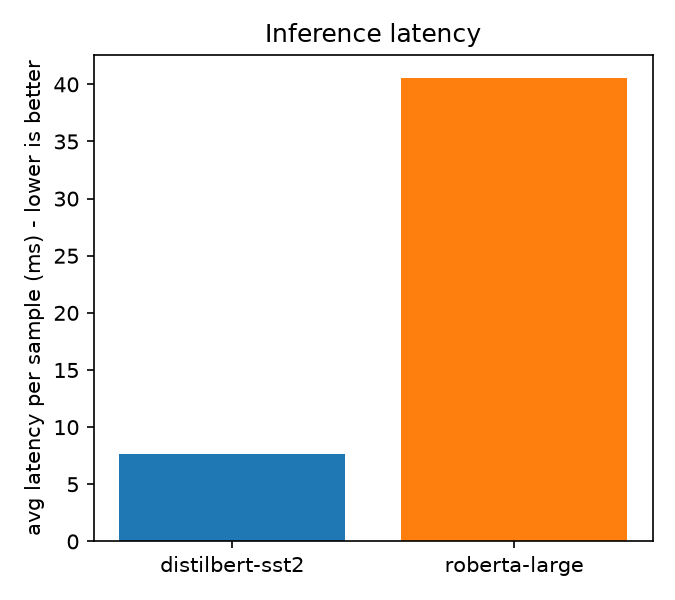 Inference latency
avg latency per sample (ms) - lower is better
40
35
30
25
20
15
10
5
0
distilbert-sst2
roberta-large